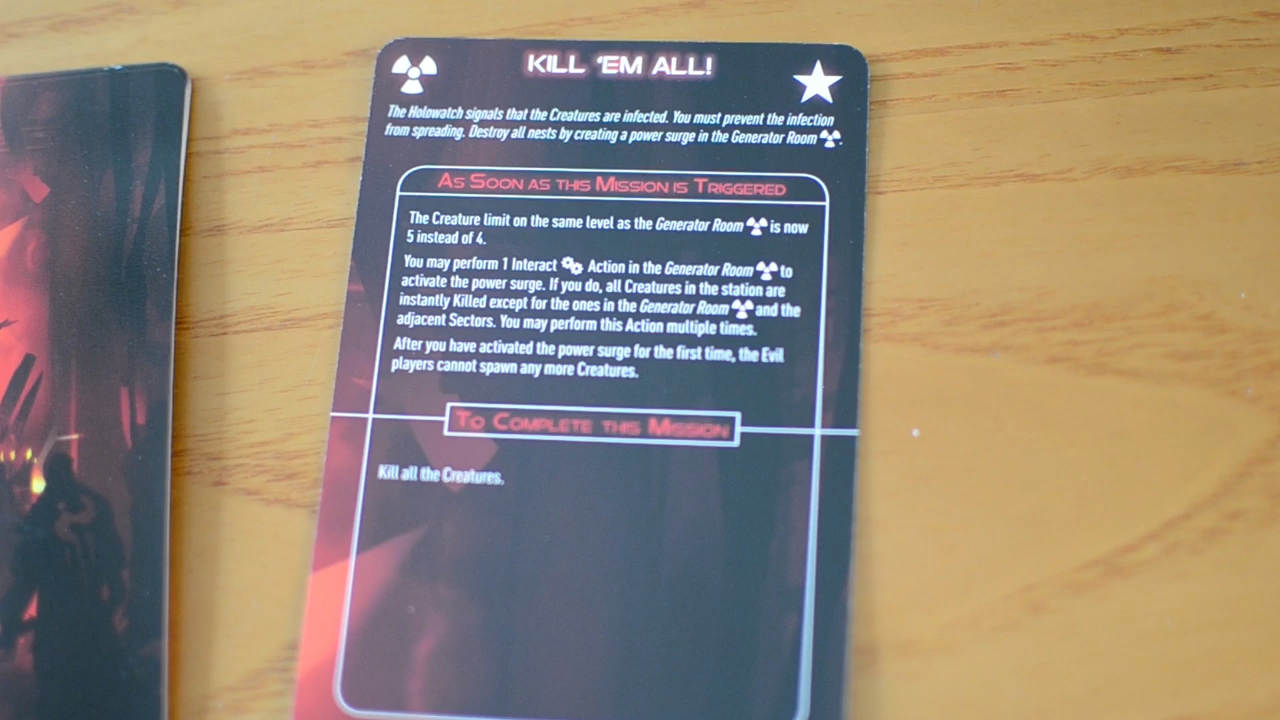 KILL 'EM ALL!
The Holowatch signals that the Creatures are infected. You must prevent the infection
from spreading. Destroy all nests by creating a power surge in the Generator Room .
AS SOON AS THIS MISSION IS TRIGGERED
The Creature limit on the same level as the Generator Room is now
5 instead of 4.
You may perform 1 Interact Action in the Generator Room to
activate the power surge. If you do, all Creatures in the station are
instantly Killed except for the ones in the Generator Room and the
adjacent Sectors. You may perform this Action multiple times.
After you have activated the power surge for the first time, the Evil
players cannot spawn any more Creatures.
TO COMPLETE THIS MISSION
Kill all the Creatures.